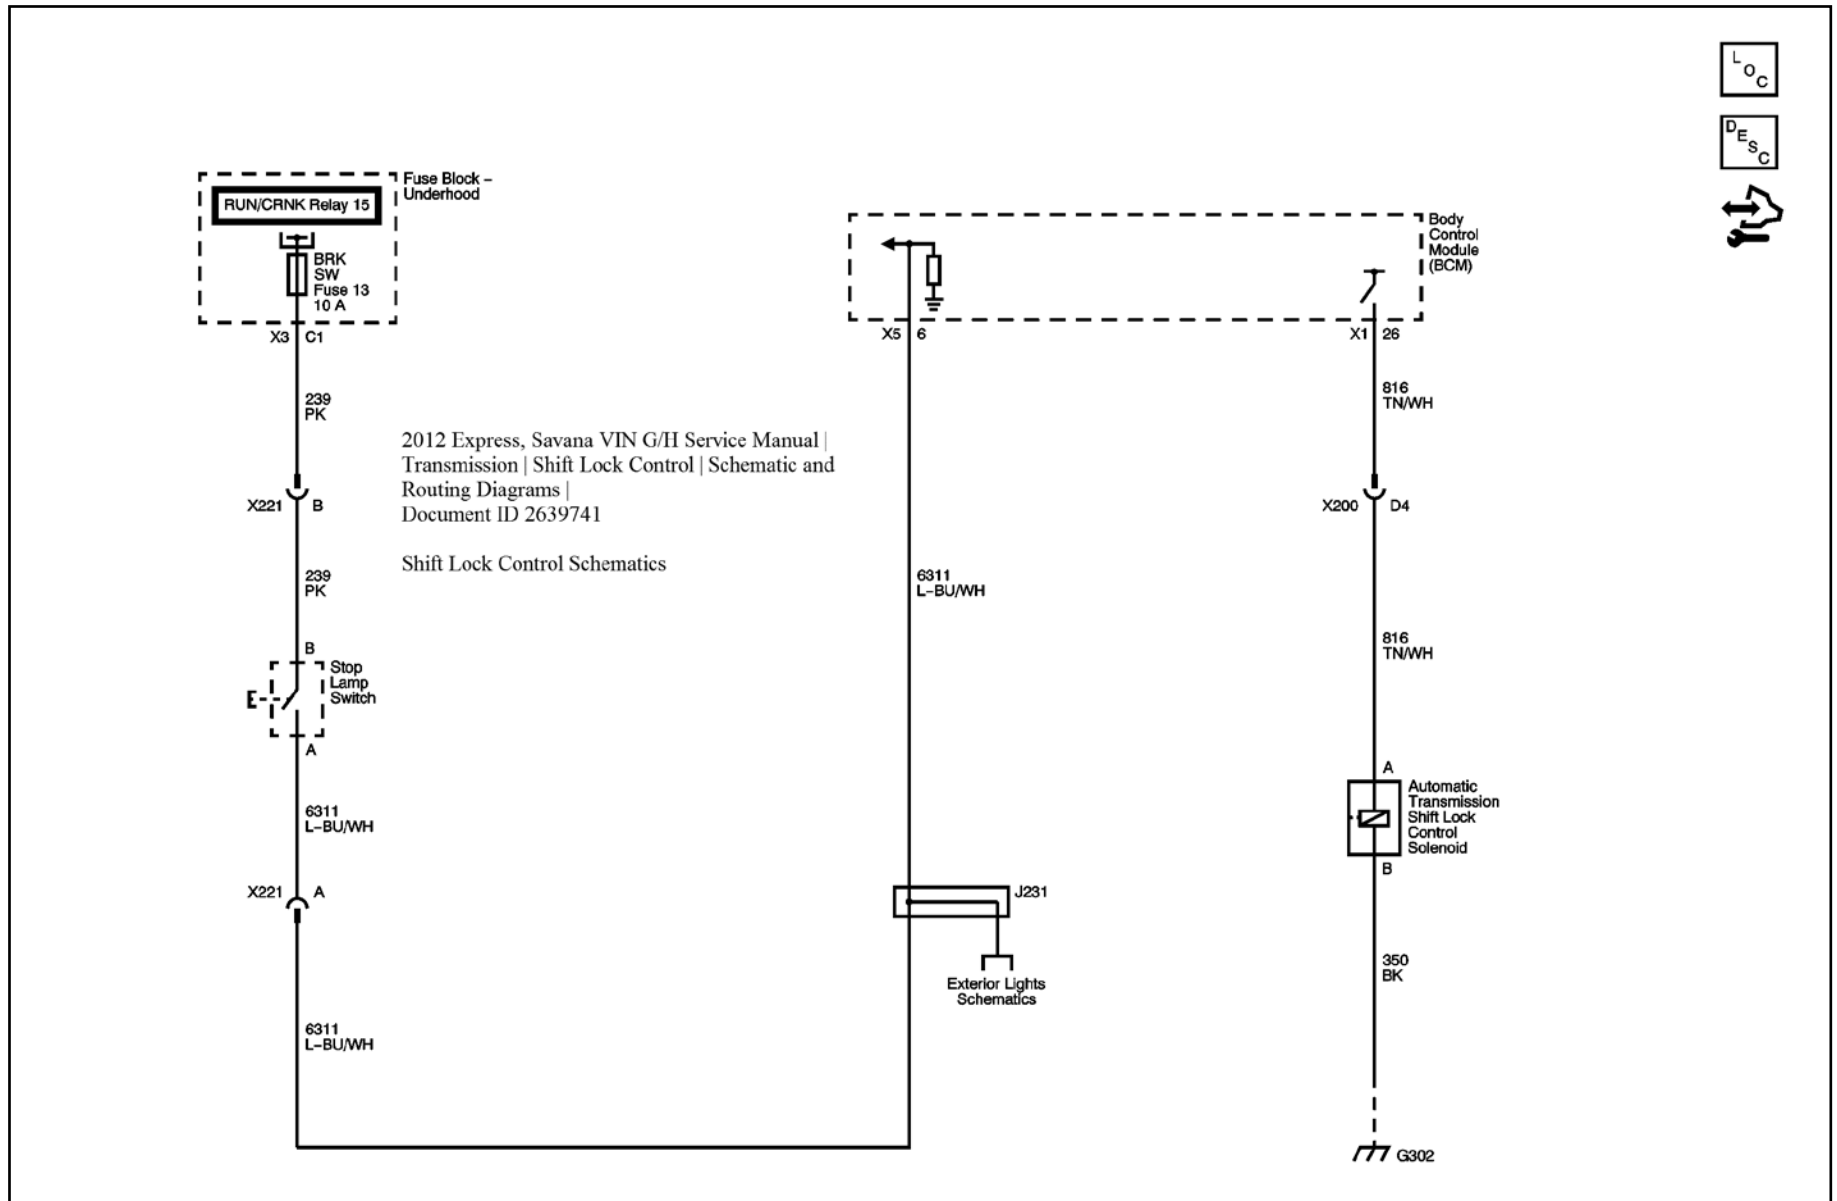 LOC
DESC
Fuse Block –
Underhood
RUN/CRNK Relay 15
BRK
SW
Fuse 13
10 A
X3 C1
239
PK
X221 B
239
PK
B
Stop
Lamp
Switch
A
6311
L–BU/WH
X221 A
6311
L–BU/WH
2012 Express, Savana VIN G/H Service Manual |
Transmission | Shift Lock Control | Schematic and
Routing Diagrams |
Document ID 2639741
Shift Lock Control Schematics
Body
Control
Module
(BCM)
X5 6
6311
L–BU/WH
J231
Exterior Lights
Schematics
X1 26
816
TN/WH
X200 D4
816
TN/WH
A
Automatic
Transmission
Shift Lock
Control
Solenoid
B
350
BK
G302